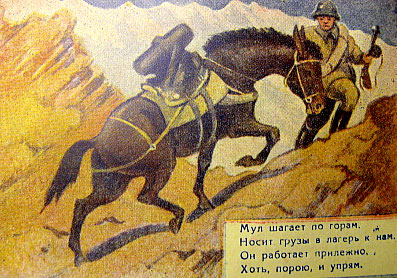 Мул шагает по горам.
Носит грузы в лагерь к нам.
Он работает прилежно,
Хоть, порою, и упрям.